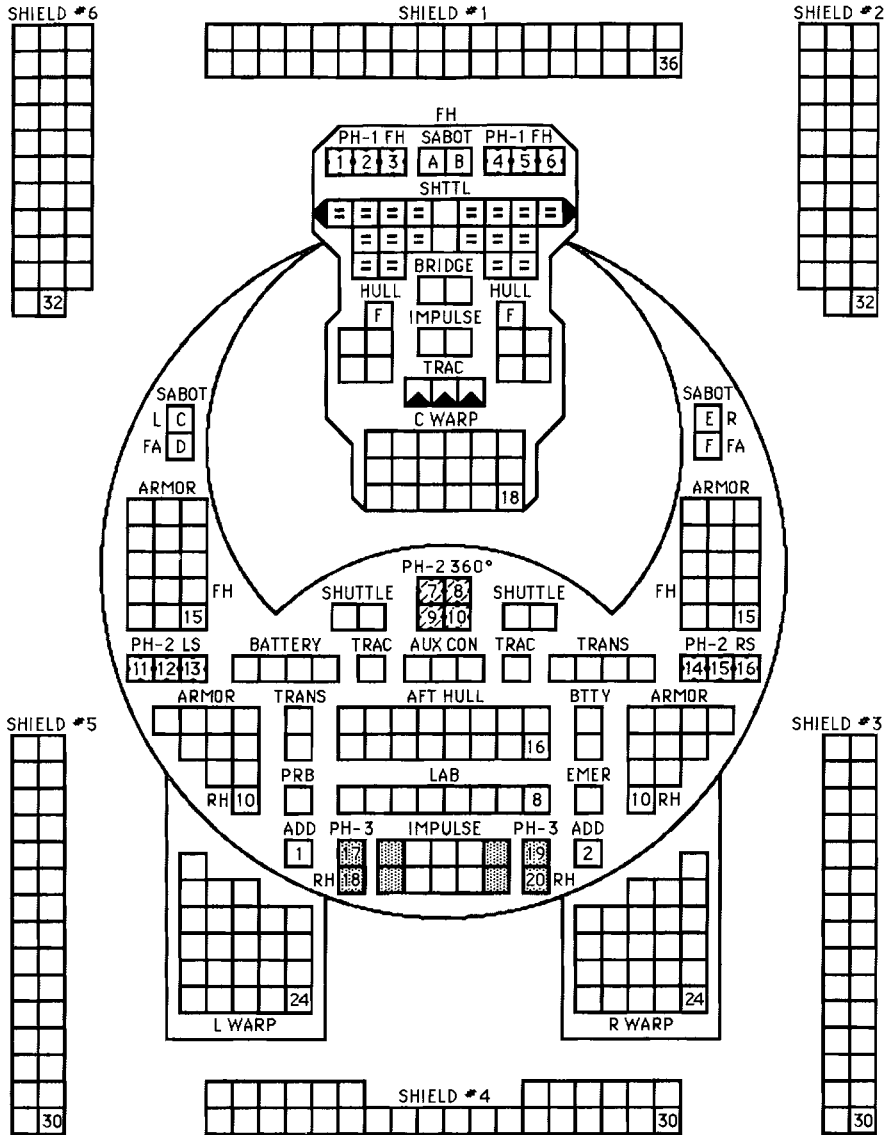 SHIELD #6 SHIELD #1 SHIELD #2
36
FH
PH-1 FH SABOT PH-1 FH
1 2 3 A B 4 5 6
SHTTL
= = = = = = = =
= = = = = =
= = = =
BRIDGE
32 32
HULL HULL
F IMPULSE F
TRAC
SABOT SABOT
L C C WARP E R
FA D F FA
ARMOR ARMOR
18
PH-2 360°
SHUTTLE 7 8 SHUTTLE
FH FH
15 9 10 15
PH-2 LS BATTERY TRAC AUX CON TRAC TRANS PH-2 RS
11 12 13 14 15 16
ARMOR TRANS AFT HULL BTTY ARMOR
SHIELD #5 SHIELD #3
16
PRB LAB EMER
RH 10 8 10 RH
ADD PH-3 IMPULSE PH-3 ADD
1 17 19 2
RH 18 20 RH
24 24
L WARP R WARP
SHIELD #4
30 30 30